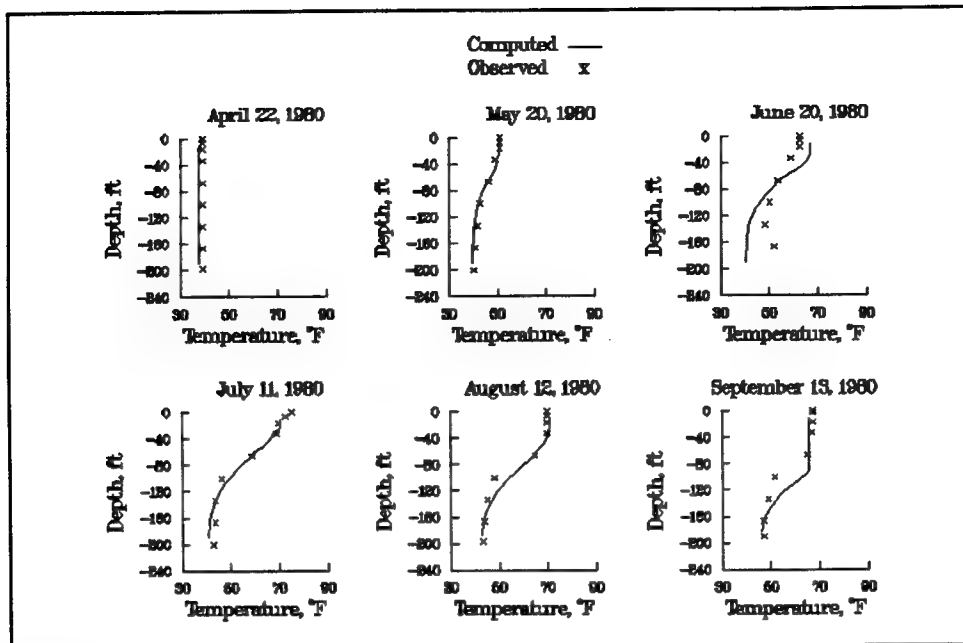 Computed
Observed x
April 22, 1980
0
-40
-80
-120
-160
-200
-240
Depth, ft
30 50 70 90
Temperature, °F
May 20, 1980
0
-40
-80
-120
-160
-200
-240
Depth, ft
30 50 70 90
Temperature, °F
June 20, 1980
0
-40
-80
-120
-160
-200
-240
Depth, ft
30 50 70 90
Temperature, °F
July 11, 1980
0
-40
-80
-120
-160
-200
-240
Depth, ft
30 50 70 90
Temperature, °F
August 12, 1980
0
-40
-80
-120
-160
-200
-240
Depth, ft
30 50 70 90
Temperature, °F
September 13, 1980
0
-40
-80
-120
-160
-200
-240
Depth, ft
30 50 70 90
Temperature, °F